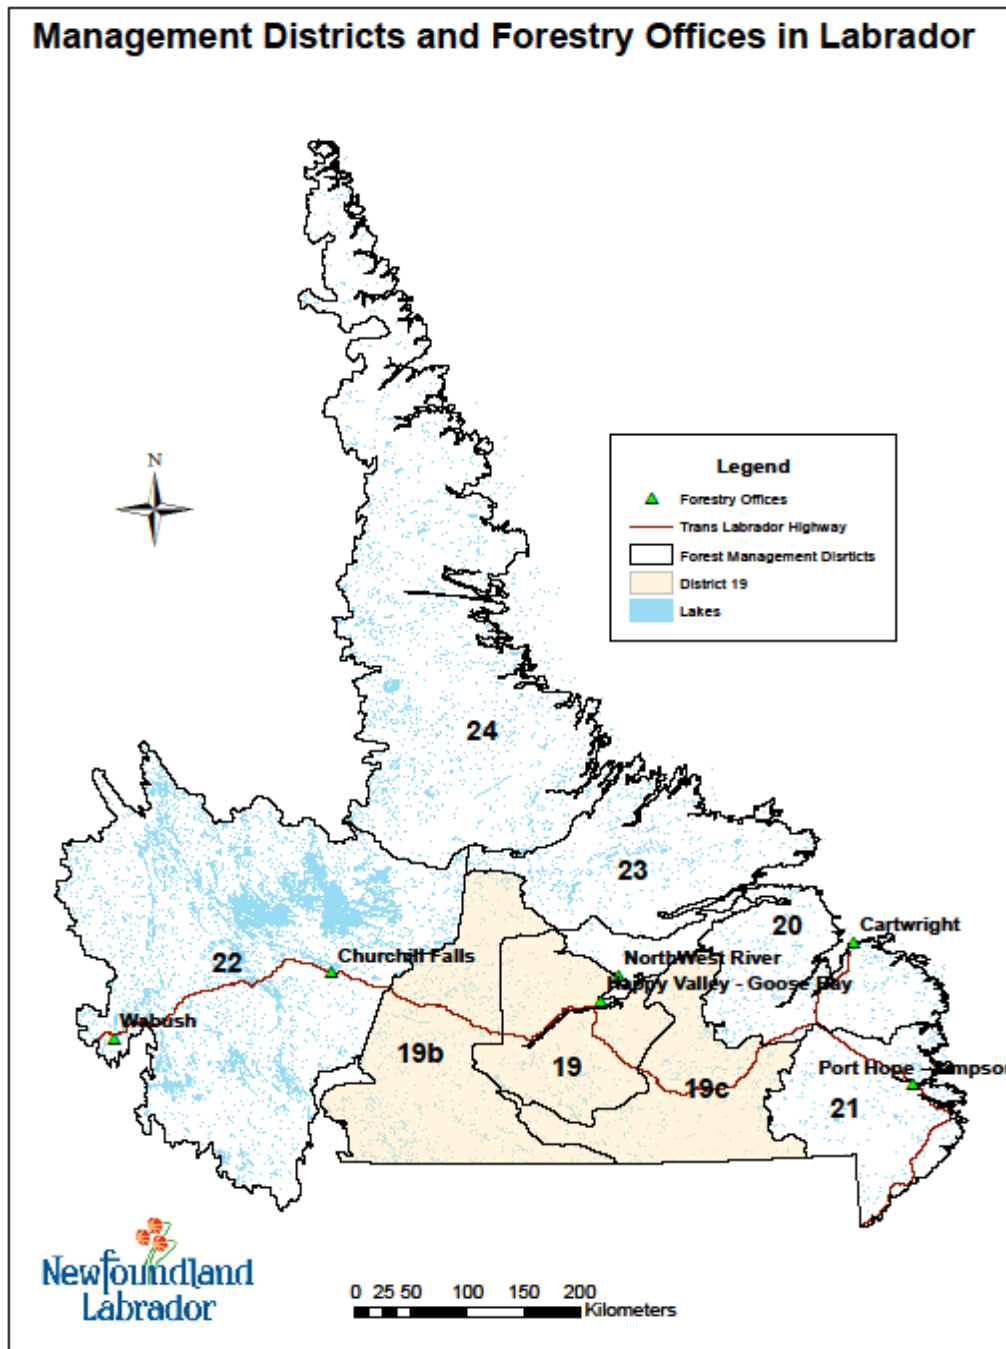 Management Districts and Forestry Offices in Labrador
N
Legend
Forestry Offices
Trans Labrador Highway
Forest Management Disrticts
District 19
Lakes
24
23
20
Cartwright
NorthWest River
Churchill Falls
22
Happy Valley - Goose Bay
Wabush
19b
19
19c
Port Hope - Simpson
21
Newfoundland
Labrador
0 25 50 100 150 200
Kilometers